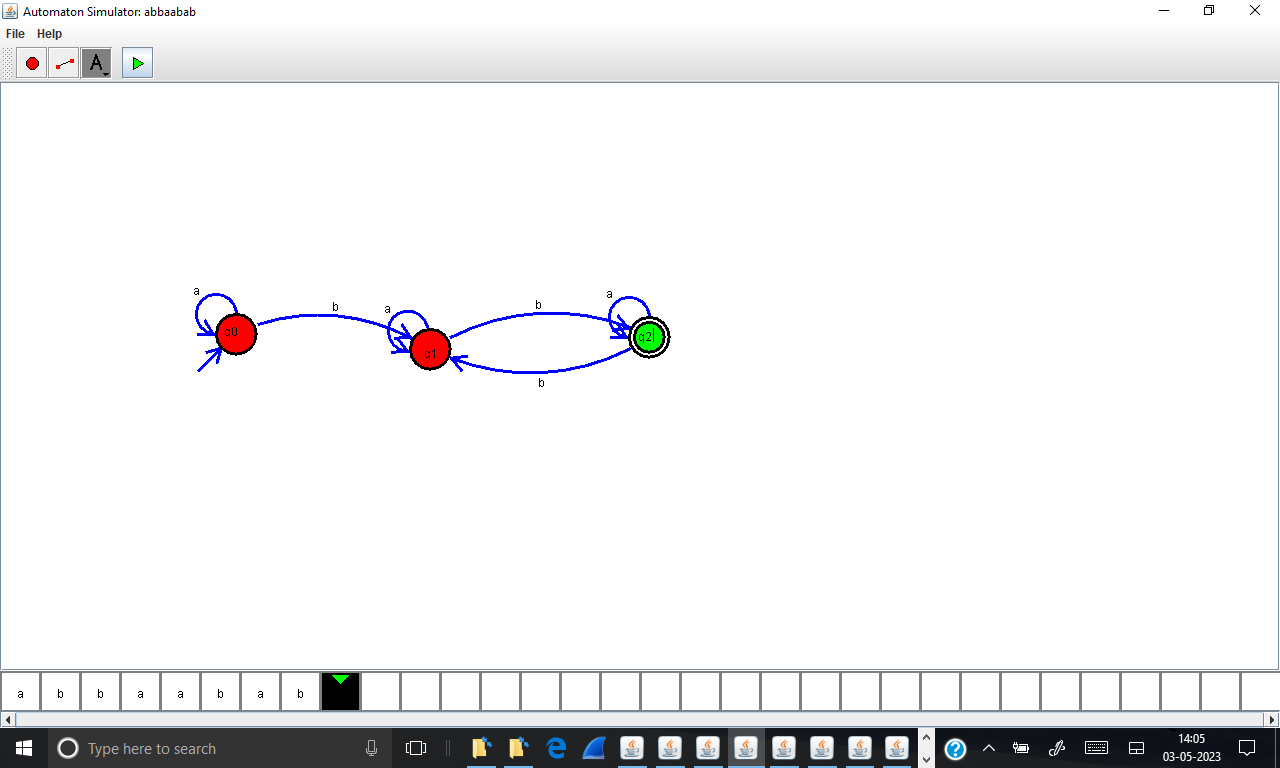 Automaton Simulator: abbaabab
File Help
A
a
b
a
b
a
q0
q1
q2
b
a b b a a b a b
Type here to search
14:05
03-05-2023